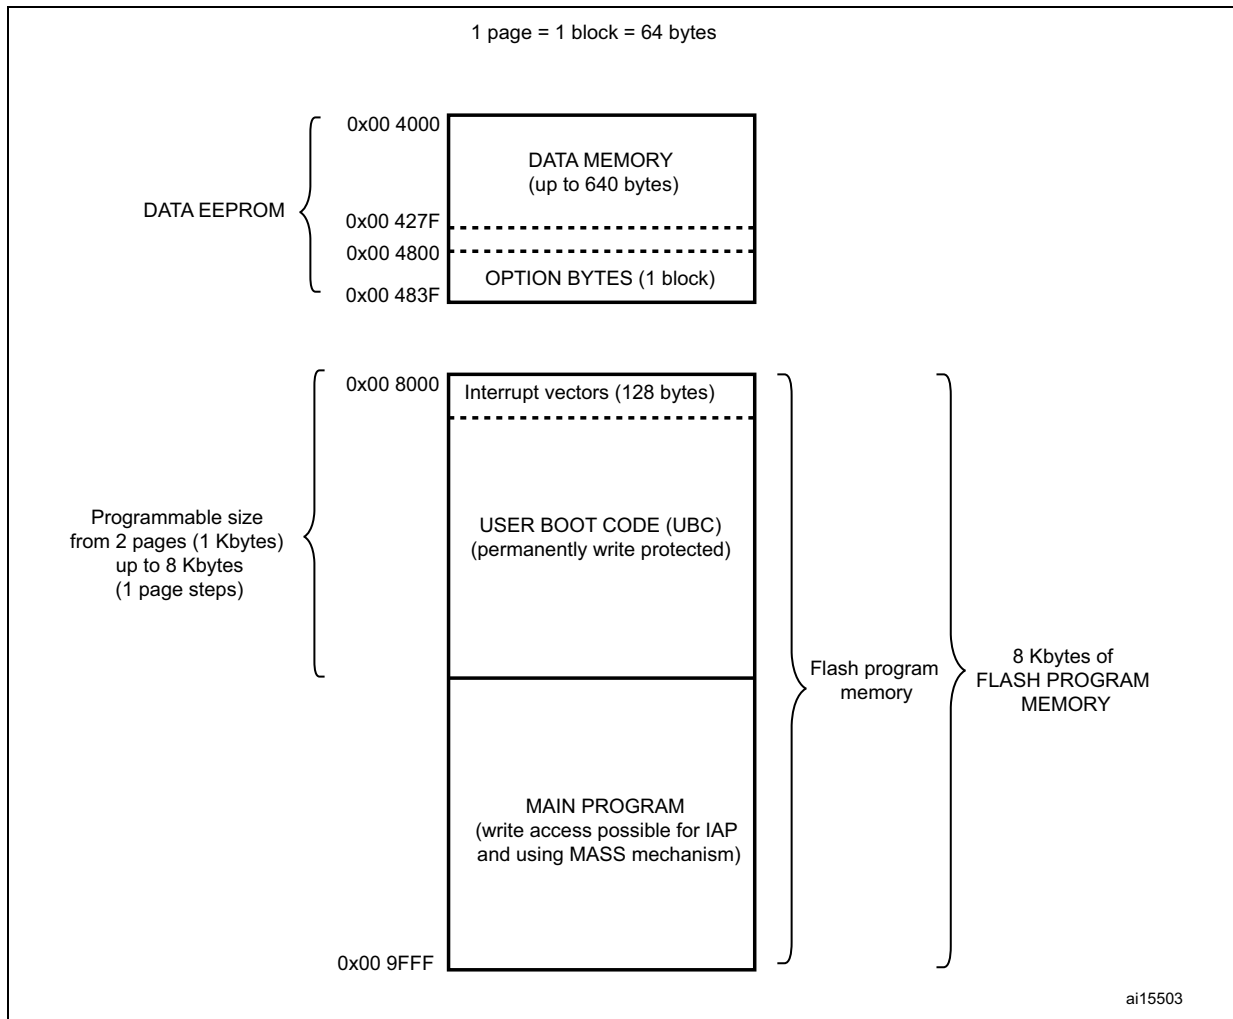 1 page = 1 block = 64 bytes
0x00 4000
DATA MEMORY
(up to 640 bytes)
DATA EEPROM
0x00 427F
0x00 4800
OPTION BYTES (1 block)
0x00 483F
0x00 8000
Interrupt vectors (128 bytes)
Programmable size
from 2 pages (1 Kbytes)
up to 8 Kbytes
(1 page steps)
USER BOOT CODE (UBC)
(permanently write protected)
Flash program
memory
8 Kbytes of
FLASH PROGRAM
MEMORY
MAIN PROGRAM
(write access possible for IAP
and using MASS mechanism)
0x00 9FFF
ai15503